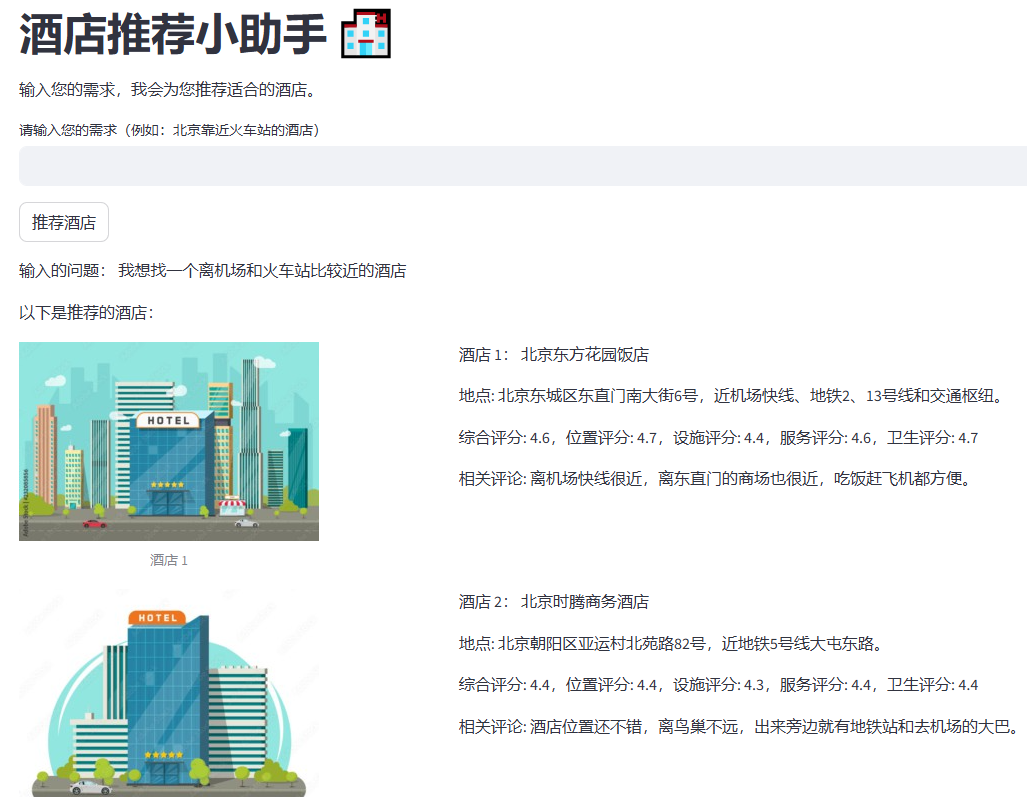 酒店推荐小助手
输入您的需求，我会为您推荐适合的酒店。
请输入您的需求（例如：北京靠近火车站的酒店）
推荐酒店
输入的问题： 我想找一个离机场和火车站比较近的酒店
以下是推荐的酒店：
HOTEL
酒店 1
酒店 1： 北京东方花园饭店
地点: 北京东城区东直门南大街6号，近机场快线、地铁2、13号线和交通枢纽。
综合评分: 4.6，位置评分: 4.7，设施评分: 4.4，服务评分: 4.6，卫生评分: 4.7
相关评论: 离机场快线很近，离东直门的商场也很近，吃饭赶飞机都方便。
HOTEL
酒店 2： 北京时腾商务酒店
地点: 北京朝阳区亚运村北苑路82号，近地铁5号线大屯东路。
综合评分: 4.4，位置评分: 4.4，设施评分: 4.3，服务评分: 4.4，卫生评分: 4.4
相关评论: 酒店位置还不错，离鸟巢不远，出来旁边就有地铁站和去机场的大巴。